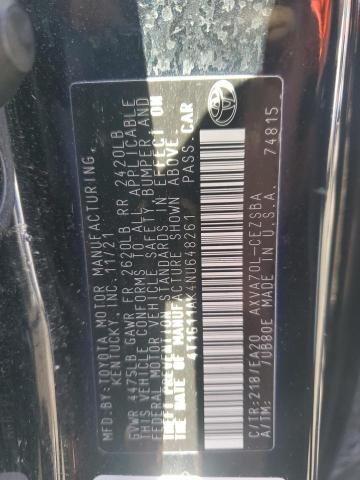 MFD.BY:TOYOTA MOTOR MANUFACTURING,
KENTUCKY, INC. 11/21
GVWR 4475LB GAWR FR 2620LB RR 2420LB
THIS VEHICLE CONFORMS TO ALL APPLICABLE
FEDERAL MOTOR VEHICLE SAFETY, BUMPER, AND
THEFT PREVENTION STANDARDS IN EFFECT ON
THE DATE OF MANUFACTURE SHOWN ABOVE.
4T1G11AK4NU648261 PASS. CAR
C/TR:218/EA20 AXVA70L-CEZSBA
A/TM: /UB80E MADE IN U.S.A. 74815